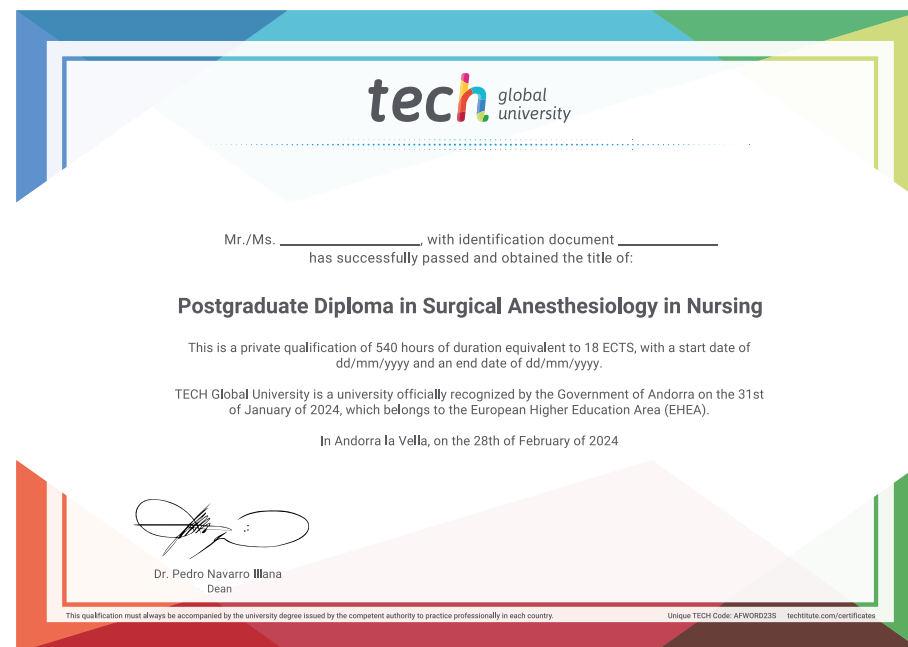 tech global university
Mr./Ms. ____________________, with identification document ______________
has successfully passed and obtained the title of:
Postgraduate Diploma in Surgical Anesthesiology in Nursing
This is a private qualification of 540 hours of duration equivalent to 18 ECTS, with a start date of
dd/mm/yyyy and an end date of dd/mm/yyyy.
TECH Global University is a university officially recognized by the Government of Andorra on the 31st
of January of 2024, which belongs to the European Higher Education Area (EHEA).
In Andorra la Vella, on the 28th of February of 2024
Dr. Pedro Navarro Illana
Dean
This qualification must always be accompanied by the university degree issued by the competent authority to practice professionally in each country.
Unique TECH Code: AFWORD23S techtitute.com/certificates